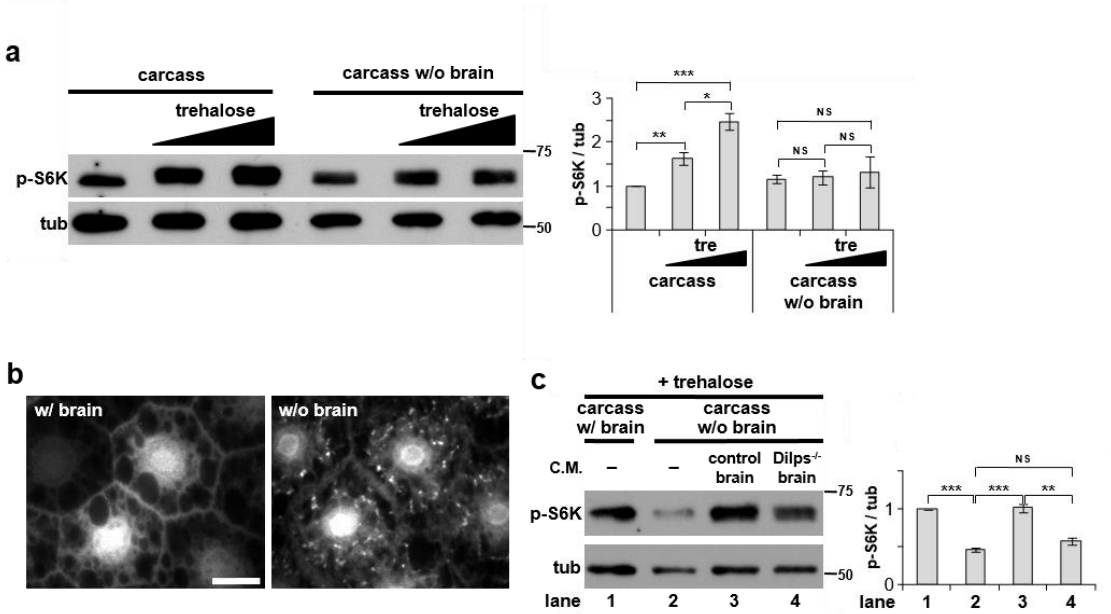 a
carcass
carcass w/o brain
trehalose
trehalose
p-S6K
75
tub
50
p-S6K / tub
3
2
1
0
***
*
**
NS
NS
NS
tre
tre
carcass
carcass
w/o brain
b
w/ brain
w/o brain
c
+ trehalose
carcass
w/ brain
carcass
w/o brain
C.M.
–
–
control
brain
Dilps-/-
brain
p-S6K
75
tub
50
lane
1
2
3
4
p-S6K / tub
1
0
NS
***
***
**
lane
1
2
3
4